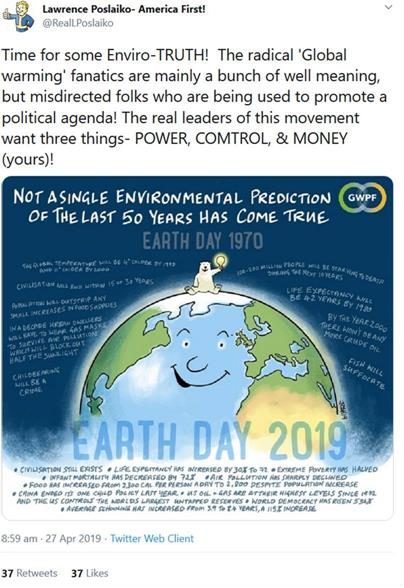 Lawrence Poslaiko- America First!
@RealLPoslaiko
Time for some Enviro-TRUTH! The radical 'Global
warming' fanatics are mainly a bunch of well meaning,
but misdirected folks who are being used to promote a
political agenda! The real leaders of this movement
want three things- POWER, COMTROL, & MONEY
(yours)!
NOT A SINGLE ENVIRONMENTAL PREDICTION
OF THE LAST 50 YEARS HAS COME TRUE
GWPF
EARTH DAY 1970
THE GLOBAL TEMPERATURE WILL BE 4° COLDER BY 1990
AND 11° COLDER BY 2000
CIVILISATION WILL END WITHIN 15 OR 30 YEARS
POPULATION WILL OUTSTRIP ANY
SMALL INCREASES IN FOOD SUPPLIES
IN A DECADE URBAN DWELLERS
WILL HAVE TO WEAR GAS MASKS
TO SURVIVE AIR POLLUTION
WHICH WILL BLOCK OUT
HALF THE SUNLIGHT
CHILDBEARING
WILL BE A
CRIME
100-200 MILLION PEOPLE WILL BE STARVING TO DEATH
DURING THE NEXT 10 YEARS
LIFE EXPECTANCY WILL
BE 42 YEARS BY 1980
BY THE YEAR 2000
THERE WON'T BE ANY
MORE CRUDE OIL
FISH WILL
SUFFOCATE
EARTH DAY 2019
• CIVILISATION STILL EXISTS • LIFE EXPECTANCY HAS INCREASED BY 30% TO 72 • EXTREME POVERTY HAS HALVED
• INFANT MORTALITY HAS DECREASED BY 72% • AIR POLLUTION HAS SHARPLY DECLINED
• FOOD HAS INCREASED FROM 2,300 CAL PER PERSON A DAY TO 2,800 DESPITE POPULATION INCREASE
• CHINA ENDED ITS ONE CHILD POLICY LAST YEAR • US OIL + GAS ARE AT THEIR HIGHEST LEVELS SINCE 1972
AND THE US CONTROLS THE WORLD'S LARGEST UNTAPPED RESERVES • WORLD DEMOCRACY HAS RISEN
• AVERAGE SCHOOLING HAS INCREASED FROM 3.9 TO 8.4 YEARS, A 115% INCREASE
8:59 am · 27 Apr 2019 · Twitter Web Client
37 Retweets 37 Likes